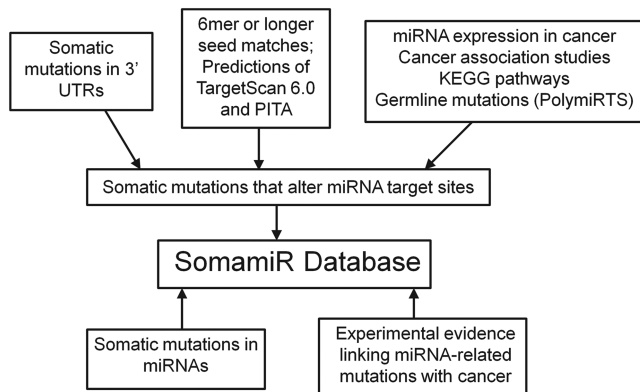 Somatic
mutations in 3’
UTRs
6mer or longer
seed matches;
Predictions of
TargetScan 6.0
and PITA
miRNA expression in cancer
Cancer association studies
KEGG pathways
Germline mutations (PolymiRTS)
Somatic mutations that alter miRNA target sites
SomamiR Database
Somatic mutations in
miRNAs
Experimental evidence
linking miRNA-related
mutations with cancer